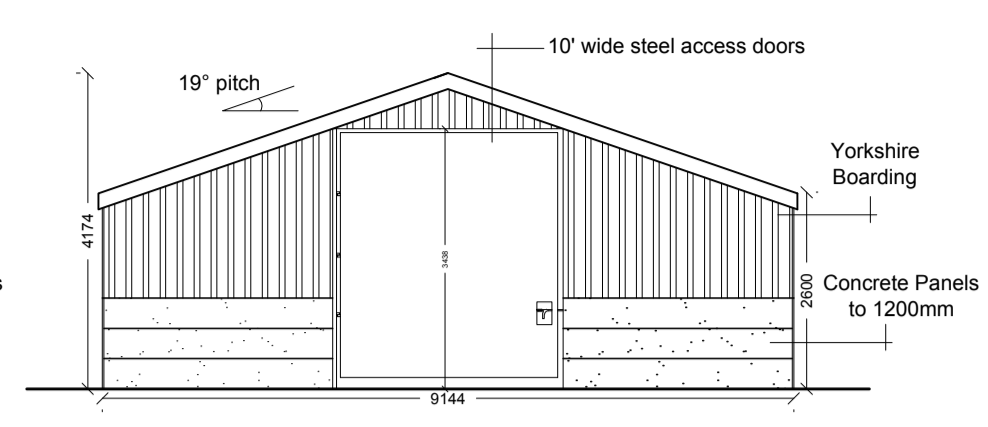 10' wide steel access doors
19° pitch
Yorkshire
Boarding
4174
3438
2600
Concrete Panels
to 1200mm
s
9144